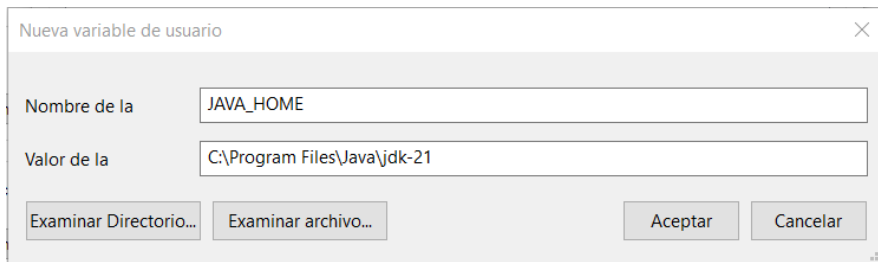 Nueva variable de usuario
Nombre de la
JAVA_HOME
Valor de la
C:\Program Files\Java\jdk-21
Examinar Directorio... Examinar archivo... Aceptar Cancelar